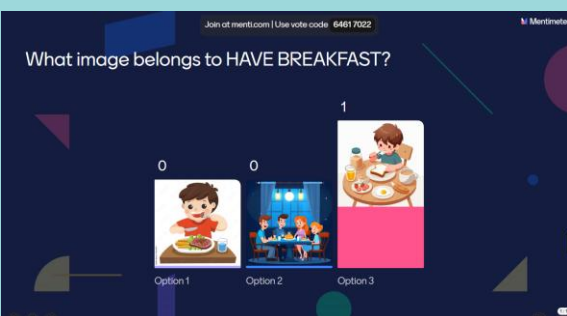 Join at menti.com | Use vote code 6461 7022
Mentimeter
What image belongs to HAVE BREAKFAST?
0
0
1
Option 1
Option 2
Option 3